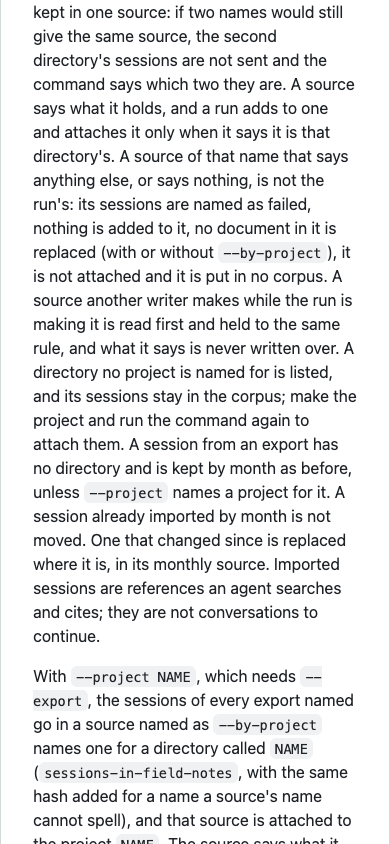 kept in one source: if two names would still
give the same source, the second
directory's sessions are not sent and the
command says which two they are. A source
says what it holds, and a run adds to one
and attaches it only when it says it is that
directory's. A source of that name that says
anything else, or says nothing, is not the
run's: its sessions are named as failed,
nothing is added to it, no document in it is
replaced (with or without --by-project), it
is not attached and it is put in no corpus. A
source another writer makes while the run is
making it is read first and held to the same
rule, and what it says is never written over. A
directory no project is named for is listed,
and its sessions stay in the corpus; make the
project and run the command again to
attach them. A session from an export has
no directory and is kept by month as before,
unless --project names a project for it. A
session already imported by month is not
moved. One that changed since is replaced
where it is, in its monthly source. Imported
sessions are references an agent searches
and cites; they are not conversations to
continue.
With --project NAME, which needs --
export, the sessions of every export named
go in a source named as --by-project
names one for a directory called NAME
(sessions-in-field-notes, with the same
hash added for a name a source's name
cannot spell), and that source is attached to
the project NAME. The source says what it